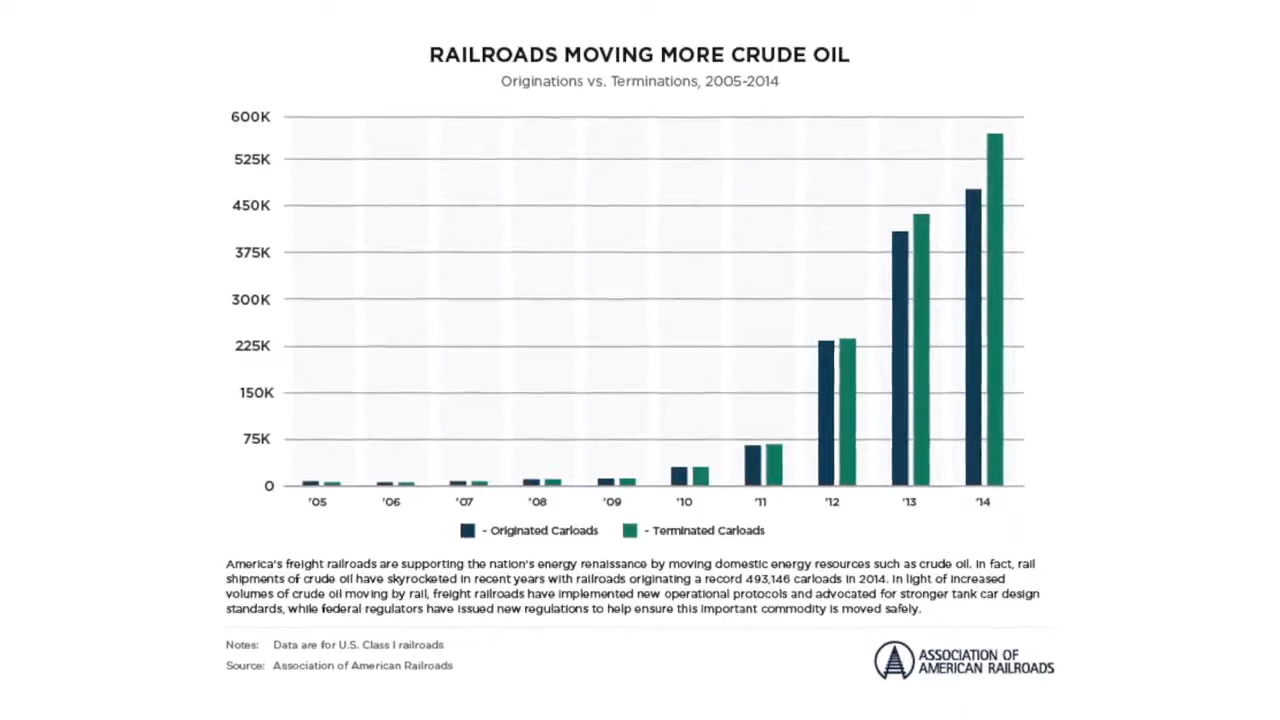 RAILROADS MOVING MORE CRUDE OIL
Originations vs. Terminations, 2005-2014
600K
525K
450K
375K
300K
225K
150K
75K
0
'05 '06 '07 '08 '09 '10 '11 '12 '13 '14
- Originated Carloads - Terminated Carloads
America's freight railroads are supporting the nation's energy renaissance by moving domestic energy resources such as crude oil. In fact, rail
shipments of crude oil have skyrocketed in recent years with railroads originating a record 493,146 carloads in 2014. In light of increased
volumes of crude oil moving by rail, freight railroads have implemented new operational protocols and advocated for stronger tank car design
standards, while federal regulators have issued new regulations to help ensure this important commodity is moved safely.
Notes: Data are for U.S. Class I railroads
Source: Association of American Railroads
ASSOCIATION OF
AMERICAN RAILROADS